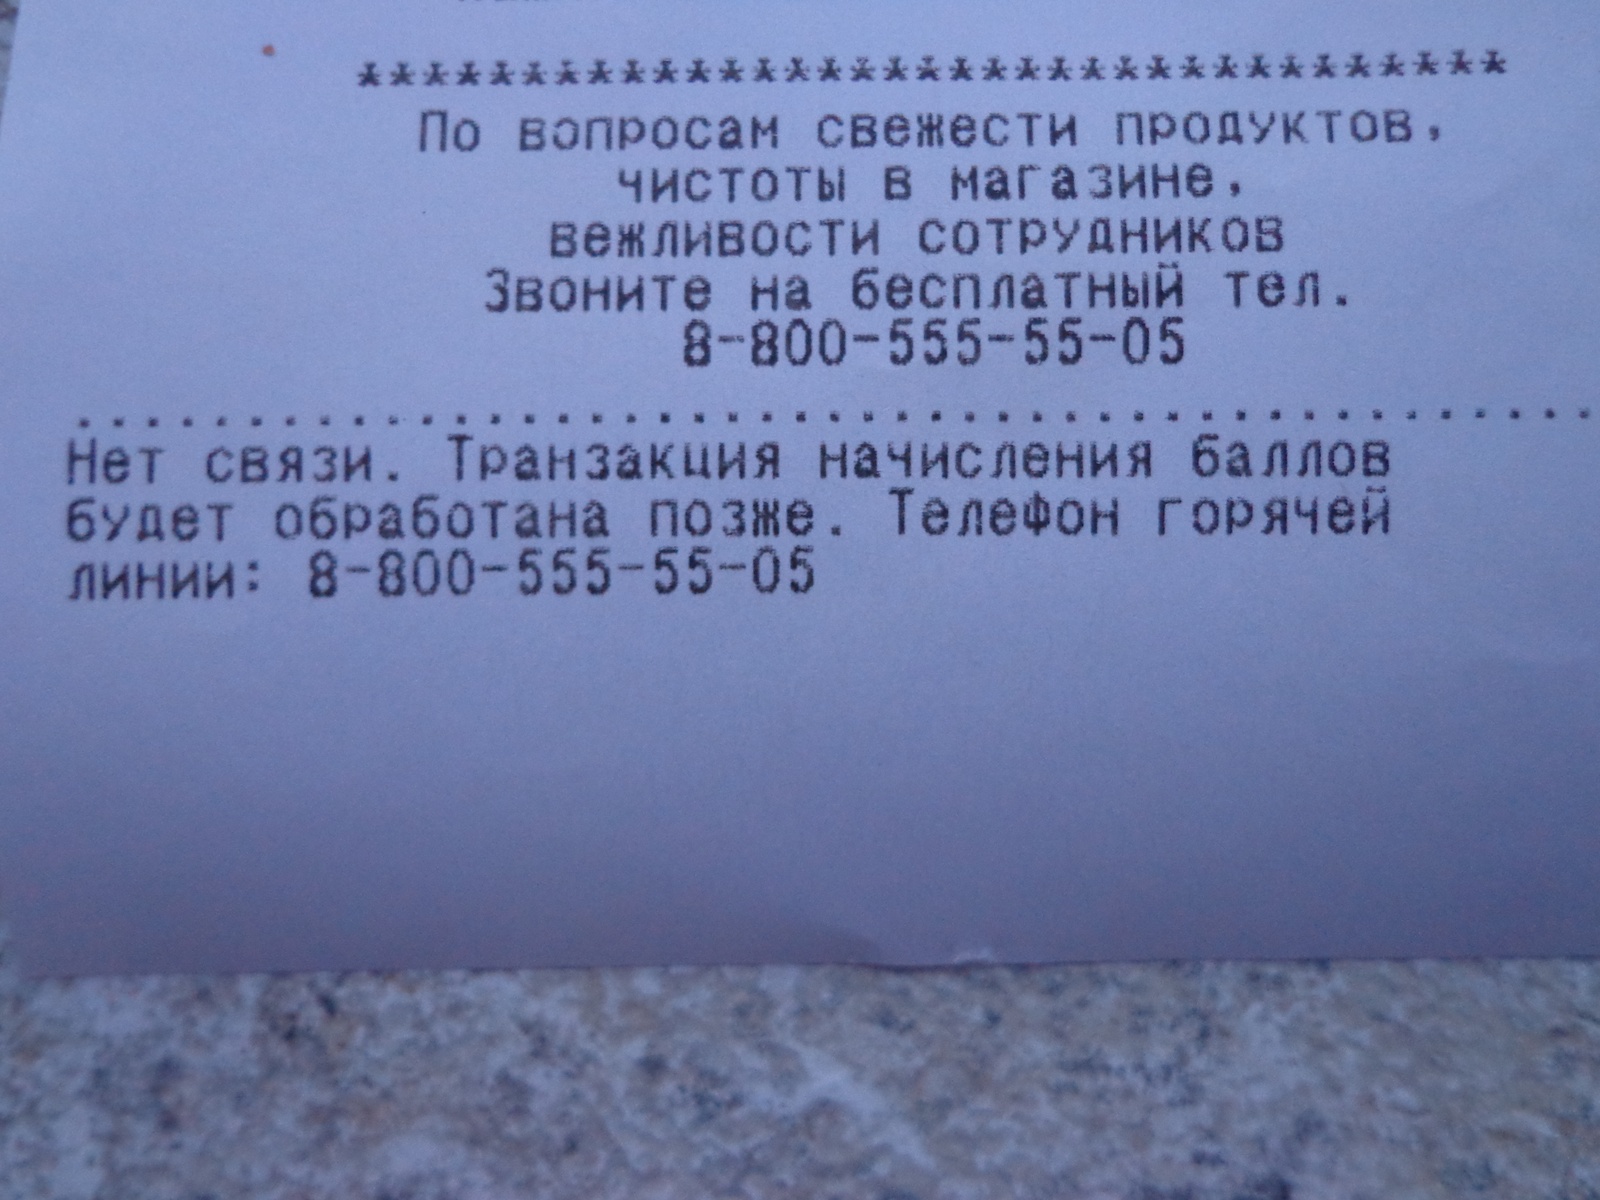 ***********************************
По вопросам свежести продуктов,
чистоты в магазине,
вежливости сотрудников
Звоните на бесплатный тел.
8-800-555-55-05
.............................................
Нет связи. Транзакция начисления баллов
будет обработана позже. Телефон горячей
линии: 8-800-555-55-05